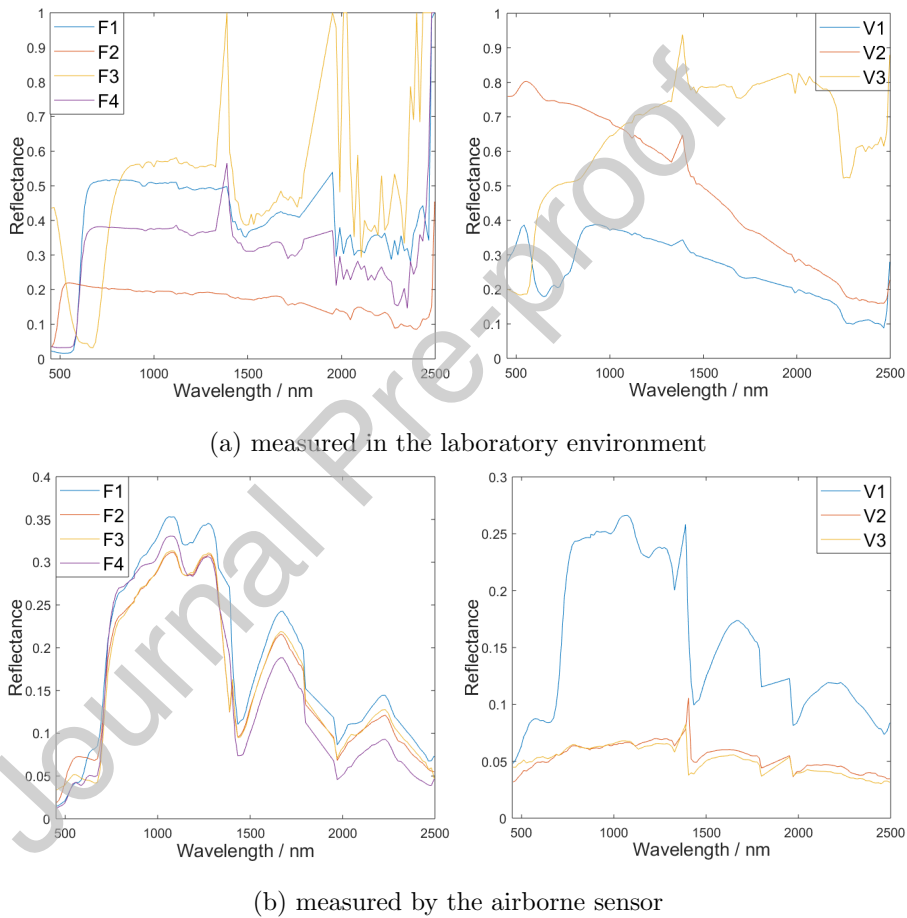 F1
F2
F3
F4
Reflectance
1
0.9
0.8
0.7
0.6
0.5
0.4
0.3
0.2
0.1
0
500 1000 1500 2000 2500
Wavelength / nm
V1
V2
V3
Reflectance
1
0.9
0.8
0.7
0.6
0.5
0.4
0.3
0.2
0.1
0
500 1000 1500 2000 2500
Wavelength / nm
(a) measured in the laboratory environment
F1
F2
F3
F4
Reflectance
0.4
0.35
0.3
0.25
0.2
0.15
0.1
0.05
0
500 1000 1500 2000 2500
Wavelength / nm
V1
V2
V3
Reflectance
0.3
0.25
0.2
0.15
0.1
0.05
0
500 1000 1500 2000 2500
Wavelength / nm
(b) measured by the airborne sensor
Journal Pre-proof